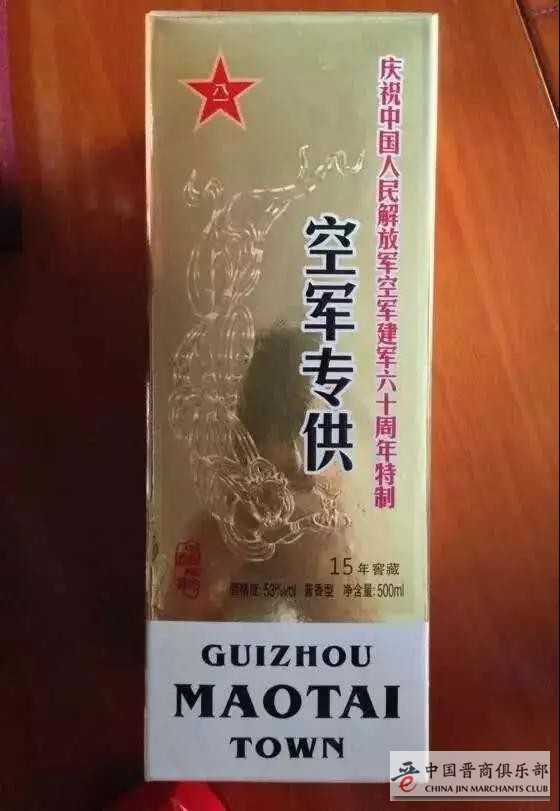 八一
庆祝中国人民解放军空军建军六十周年特制
空军专供
15年窖藏
酒精度:53%vol 酱香型 净含量:500ml
GUIZHOU
MAOTAI
TOWN
中国晋商俱乐部
CHINA JIN MARCHANTS CLUB